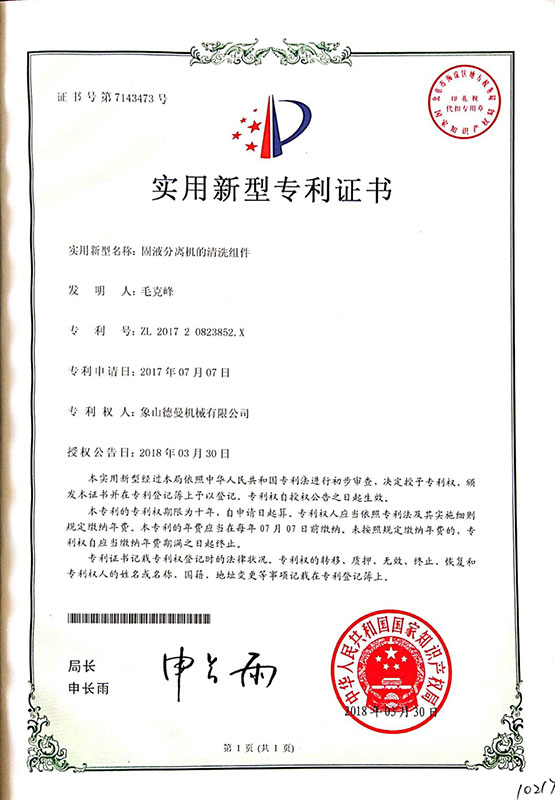 证书号第7143473号
国家知识产权局
印花税
代扣专用章
实用新型专利证书
实用新型名称：固液分离机的清洗组件
发明人：毛克峰
专利号：ZL 2017 2 0823852.X
专利申请日：2017年07月07日
专利权人：象山德曼机械有限公司
授权公告日：2018年03月30日
本实用新型经过本局依照中华人民共和国专利法进行初步审查，决定授予专利权，颁
发本证书并在专利登记簿上予以登记。专利权自授权公告之日起生效。
本专利的专利权期限为十年，自申请日起算。专利权人应当依照专利法及其实施细则
规定缴纳年费。本专利的年费应当在每年07月07日前缴纳。未按照规定缴纳年费的，专
利权自应当缴纳年费期满之日起终止。
专利证书记载专利权登记时的法律状况。专利权的转移、质押、无效、终止、恢复和
专利权人的姓名或名称、国籍、地址变更等事项记载在专利登记簿上。
局长
申长雨
申长雨
中华人民共和国国家知识产权局
2018年03月30日
第1页(共1页)
10217